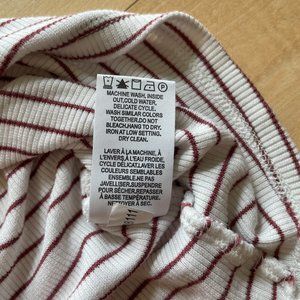 MACHINE WASH, INSIDE
OUT, COLD WATER,
DELICATE CYCLE,
WASH SIMILAR COLORS
TOGETHER.DO NOT
BLEACH.HANG TO DRY.
IRON AT LOW SETTING.
DRY CLEAN.
LAVER À LA MACHINE, À
L'ENVERS,À L'EAU FROIDE,
CYCLE DÉLICAT. LAVER LES
COULEURS SEMBLABLES
ENSEMBLE.NE PAS
JAVELLISER.SUSPENDRE
POUR SÉCHER.REPASSER
À BASSE TEMPÉRATURE.
NETTOYER À SEC.